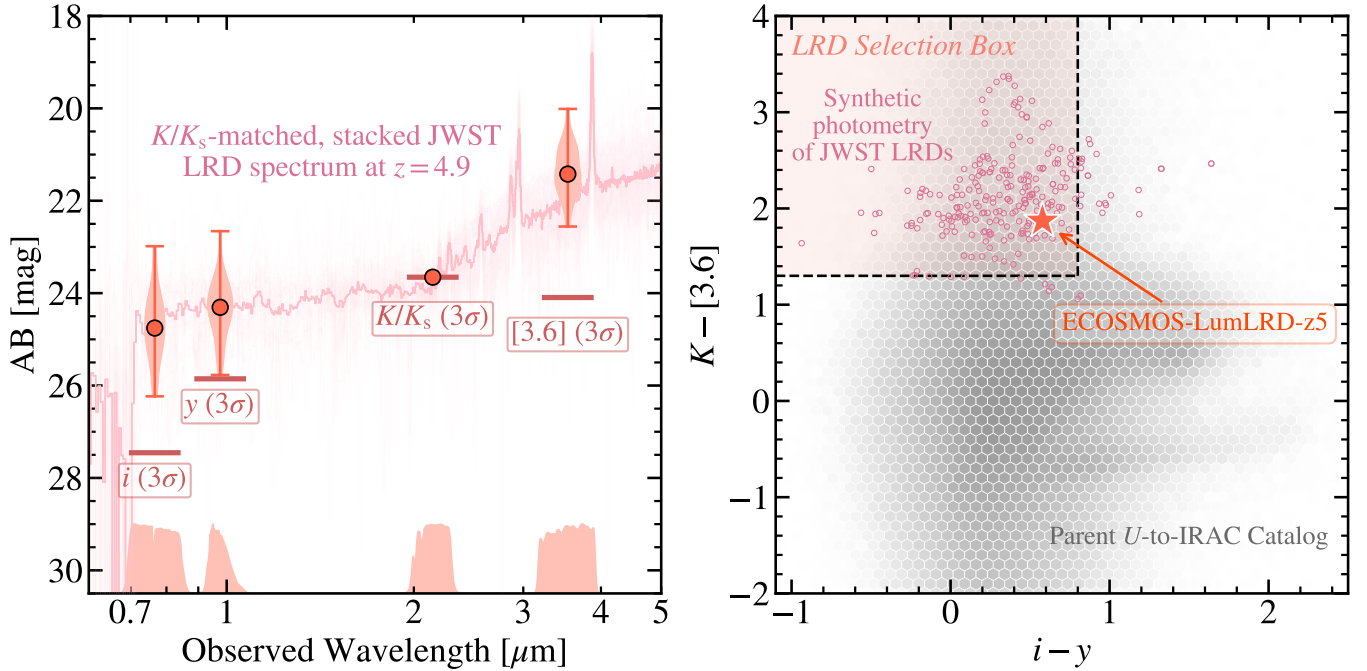 18
20
22
24
26
28
30
AB [mag]
K/Ks-matched, stacked JWST
LRD spectrum at z = 4.9
K/Ks (3σ)
[3.6] (3σ)
y (3σ)
i (3σ)
0.7
1
2
3
4
5
Observed Wavelength [μm]
4
3
2
1
0
−1
−2
K − [3.6]
LRD Selection Box
Synthetic
photometry
of JWST LRDs
ECOSMOS-LumLRD-z5
Parent U-to-IRAC Catalog
−1
0
1
2
i − y